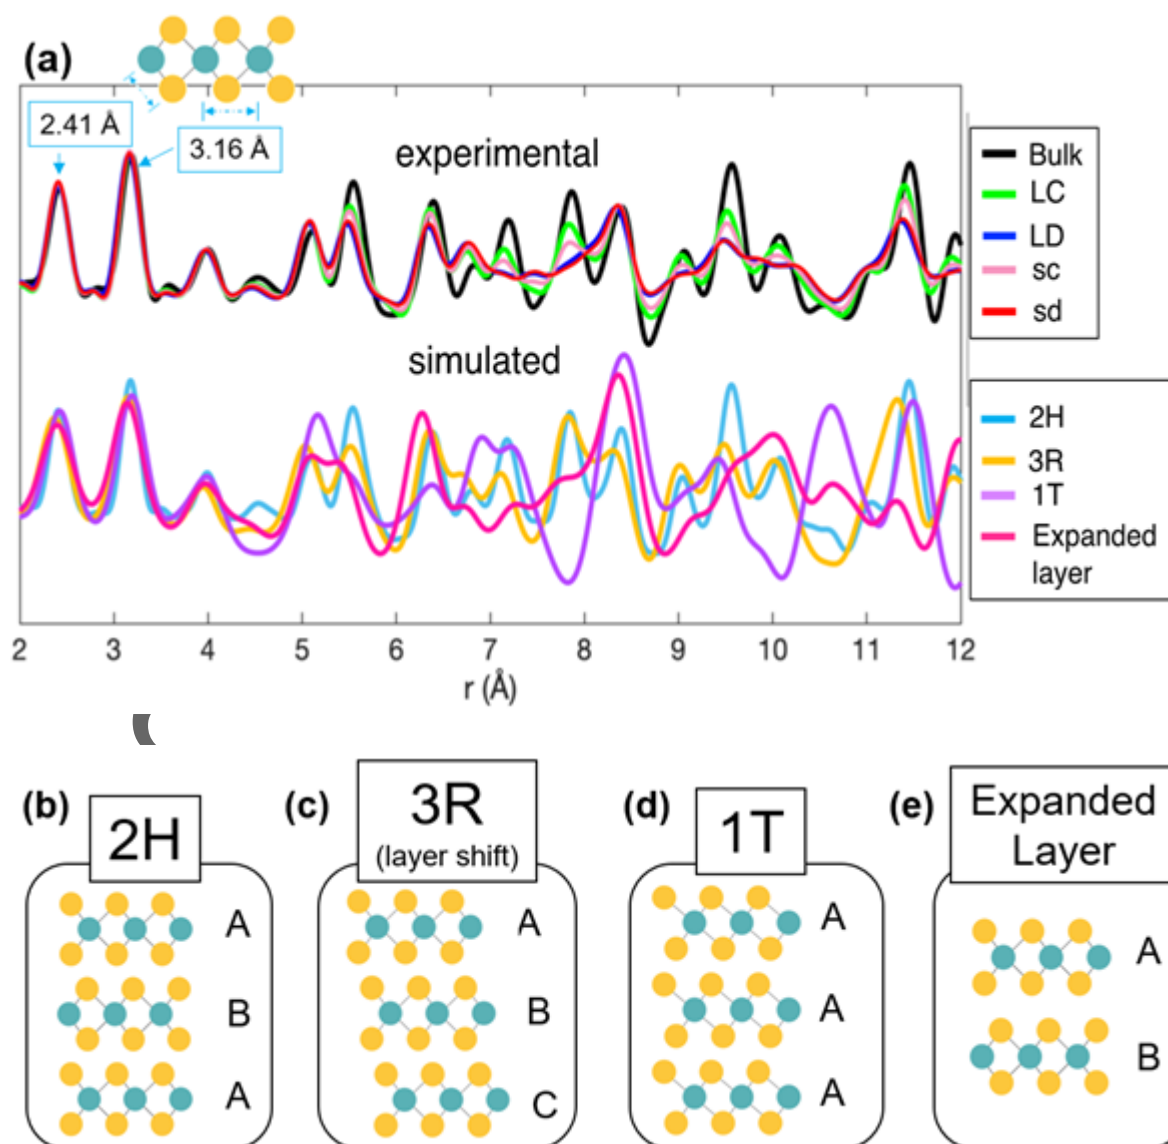 (a)
2.41 Å
3.16 Å
experimental
Bulk
LC
LD
sc
sd
simulated
2H
3R
1T
Expanded
layer
2 3 4 5 6 7 8 9 10 11 12
r (Å)
(b)
2H
A
B
A
(c)
3R
(layer shift)
A
B
C
(d)
1T
A
A
A
(e)
Expanded
Layer
A
B